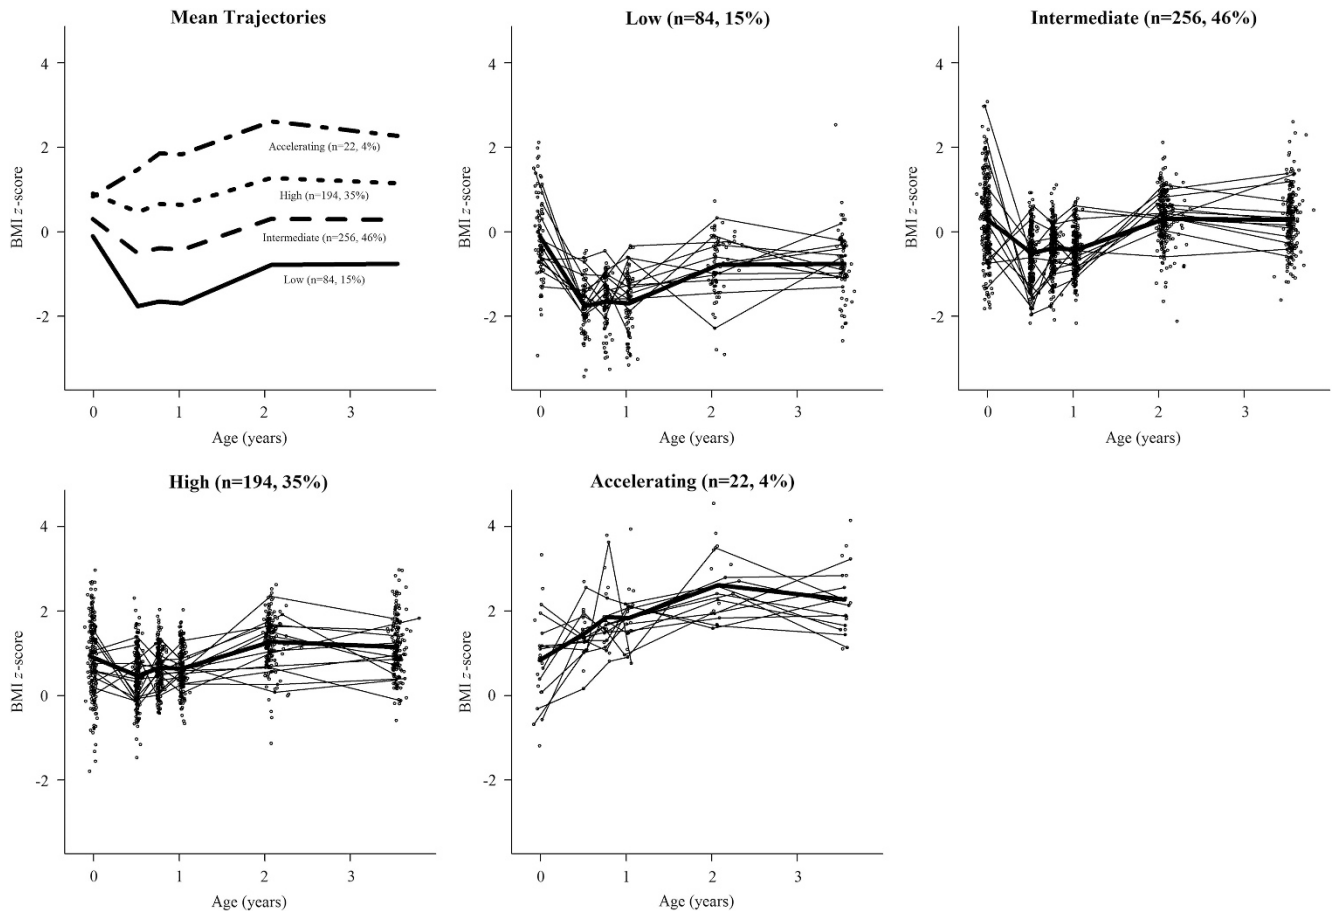 Mean Trajectories
BMI z-score
4
2
0
-2
Accelerating (n=22, 4%)
High (n=194, 35%)
Intermediate (n=256, 46%)
Low (n=84, 15%)
0 1 2 3
Age (years)
Low (n=84, 15%)
BMI z-score
4
2
0
-2
0 1 2 3
Age (years)
Intermediate (n=256, 46%)
BMI z-score
4
2
0
-2
0 1 2 3
Age (years)
High (n=194, 35%)
BMI z-score
4
2
0
-2
0 1 2 3
Age (years)
Accelerating (n=22, 4%)
BMI z-score
4
2
0
-2
0 1 2 3
Age (years)